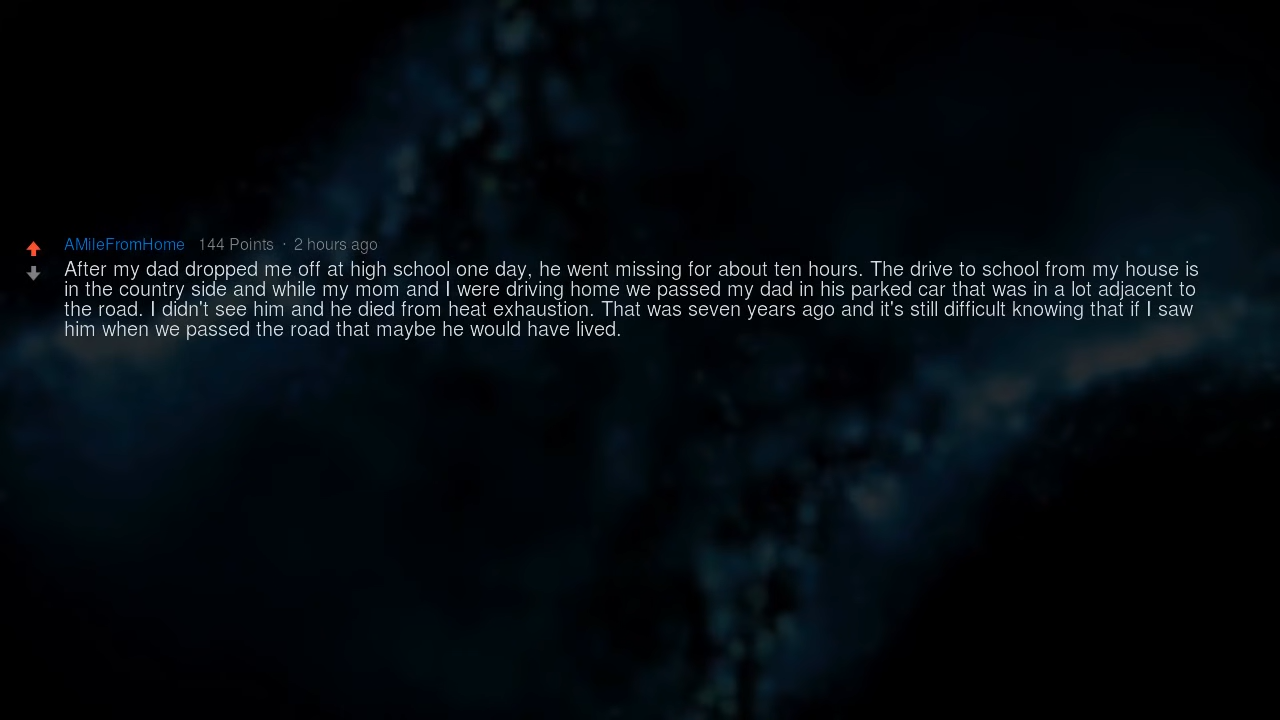 AMileFromHome 144 Points · 2 hours ago
After my dad dropped me off at high school one day, he went missing for about ten hours. The drive to school from my house is
in the country side and while my mom and I were driving home we passed my dad in his parked car that was in a lot adjacent to
the road. I didn't see him and he died from heat exhaustion. That was seven years ago and it's still difficult knowing that if I saw
him when we passed the road that maybe he would have lived.